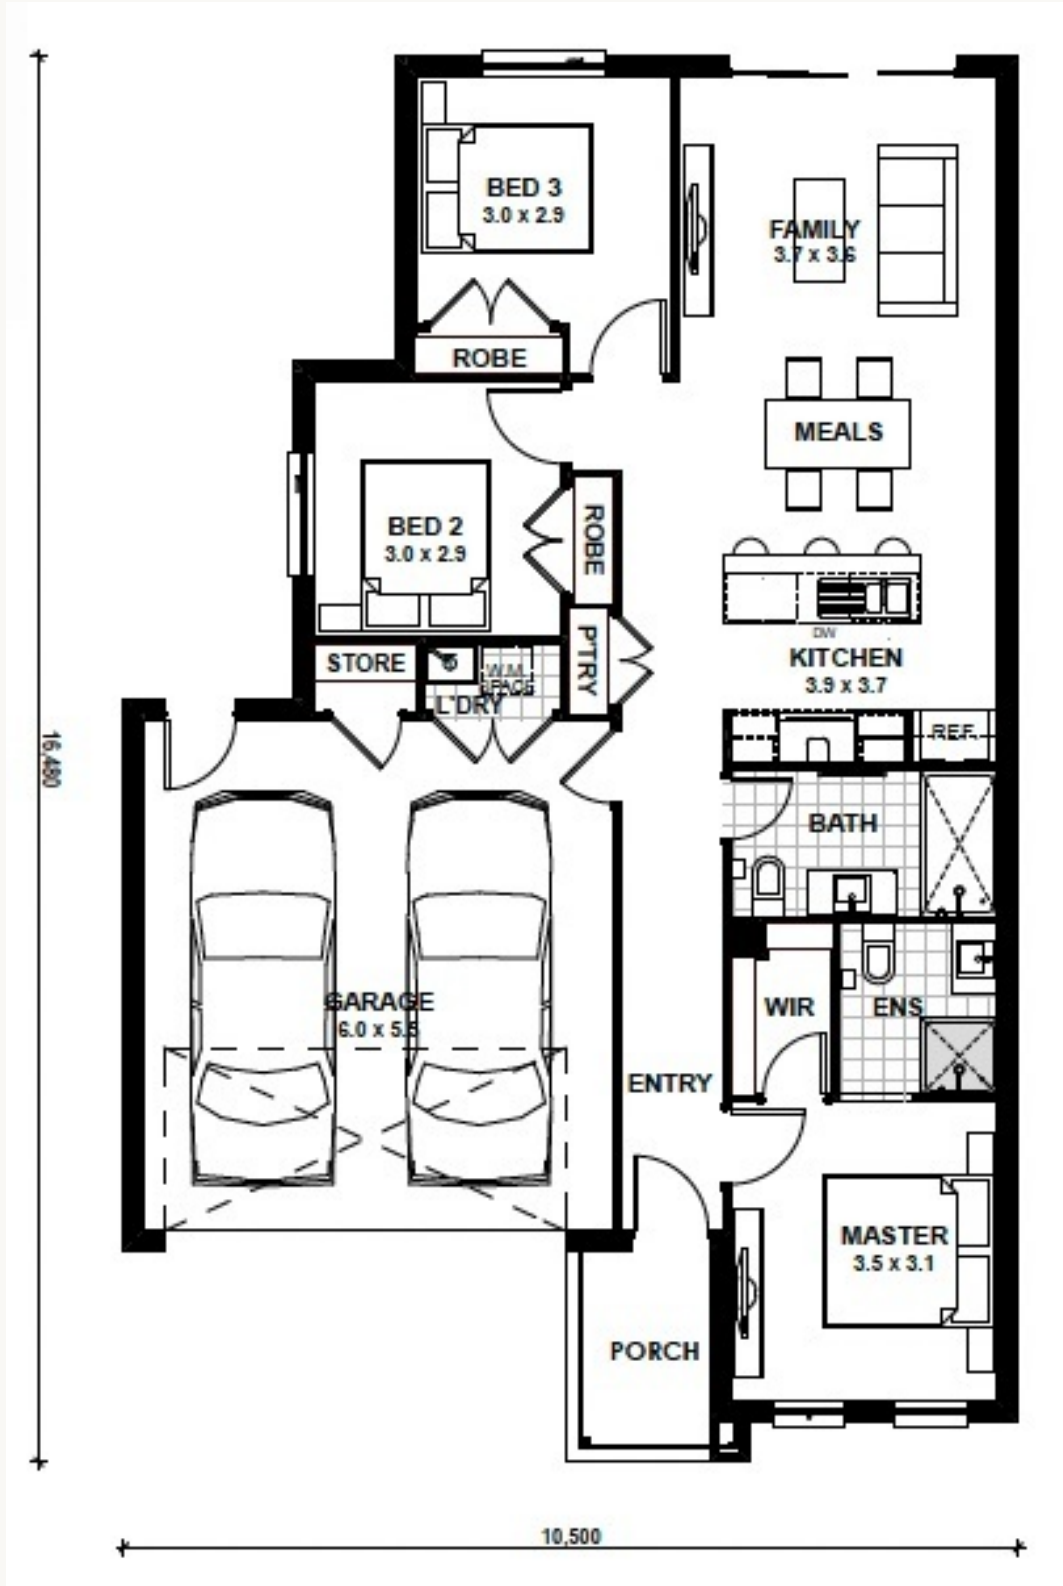 BED 3
3.0 x 2.9
FAMILY
3.7 x 3.6
ROBE
MEALS
BED 2
3.0 x 2.9
ROBE
DW
KITCHEN
3.9 x 3.7
P'TRY
STORE
W.M.
SPACE
L'DRY
REF.
16,480
BATH
GARAGE
6.0 x 5.5
WIR
ENS
ENTRY
MASTER
3.5 x 3.1
PORCH
10,500